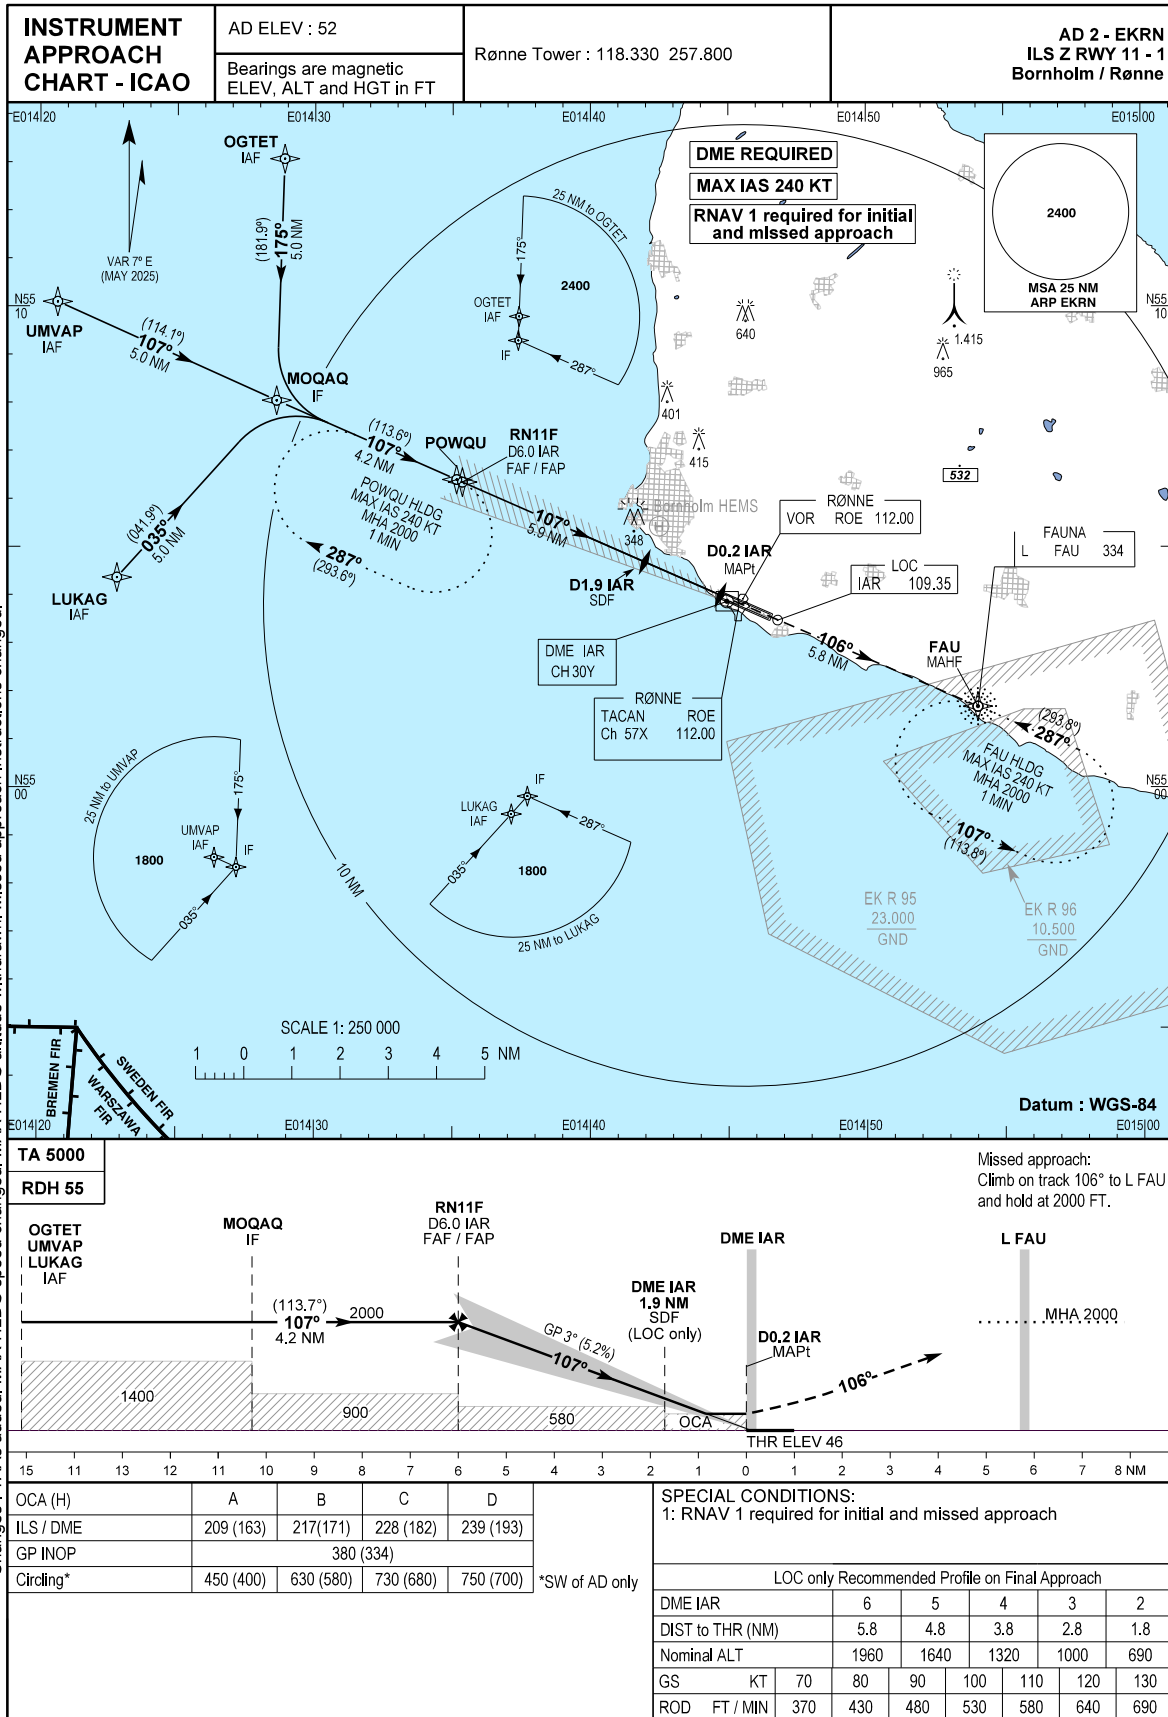 INSTRUMENT
APPROACH
CHART - ICAO
AD ELEV : 52
Bearings are magnetic
ELEV, ALT and HGT in FT
Rønne Tower : 118.330 257.800
AD 2 - EKRN
ILS Z RWY 11 - 1
Bornholm / Rønne
E014|20
E014|30
E014|40
E014|50
E015|00
VAR 7° E
(MAY 2025)
OGTET
IAF
(181.9°)
175°
5.0 NM
N55
10
UMVAP
IAF
(114.1°)
107°
5.0 NM
MOQAQ
IF
LUKAG
IAF
(041.9°)
035°
5.0 NM
(113.6°)
107°
4.2 NM
POWQU
RN11F
D6.0 IAR
FAF / FAP
POWQU HLDG
MAX IAS 240 KT
MHA 2000
1 MIN
287°
(293.6°)
25 NM to OGTET
175°
OGTET
IAF
IF
2400
287°
DME REQUIRED
MAX IAS 240 KT
RNAV 1 required for initial
and missed approach
2400
MSA 25 NM
ARP EKRN
N55
10
640
1.415
965
401
415
532
Bornholm HEMS
348
107°
5.9 NM
D1.9 IAR
SDF
D0.2 IAR
MAPt
RØNNE
VOR ROE 112.00
LOC
IAR 109.35
FAUNA
L FAU 334
DME IAR
CH 30Y
RØNNE
TACAN ROE
Ch 57X 112.00
106°
5.8 NM
FAU
MAHF
(293.8°)
287°
FAU HLDG
MAX IAS 240 KT
MHA 2000
1 MIN
107°
(113.8°)
N55
00
N55
00
EK R 95
23.000
GND
EK R 96
10.500
GND
25 NM to UMVAP
175°
UMVAP
IAF
IF
1800
035°
LUKAG
IAF
IF
287°
035°
1800
25 NM to LUKAG
10 NM
SCALE 1: 250 000
1 0 1 2 3 4 5 NM
BREMEN FIR
SWEDEN FIR
WARSZAWA
FIR
Datum : WGS-84
E014|20
E014|30
E014|40
E014|50
E015|00
TA 5000
RDH 55
Missed approach:
Climb on track 106° to L FAU
and hold at 2000 FT.
OGTET
UMVAP
LUKAG
IAF
MOQAQ
IF
RN11F
D6.0 IAR
FAF / FAP
DME IAR
1.9 NM
SDF
(LOC only)
DME IAR
D0.2 IAR
MAPt
L FAU
(113.7°)
107°
4.2 NM
2000
GP 3° (5.2%)
107°
106°
MHA 2000
1400
900
580
OCA
THR ELEV 46
15 11 13 12 11 10 9 8 7 6 5 4 3 2 1 0 1 2 3 4 5 6 7 8 NM
OCA (H) A B C D
ILS / DME 209 (163) 217(171) 228 (182) 239 (193)
GP INOP 380 (334)
Circling* 450 (400) 630 (580) 730 (680) 750 (700)
*SW of AD only
SPECIAL CONDITIONS:
1: RNAV 1 required for initial and missed approach
LOC only Recommended Profile on Final Approach
DME IAR 6 5 4 3 2
DIST to THR (NM) 5.8 4.8 3.8 2.8 1.8
Nominal ALT 1960 1640 1320 1000 690
GS KT 70 80 90 100 110 120 130
ROD FT / MIN 370 430 480 530 580 640 690